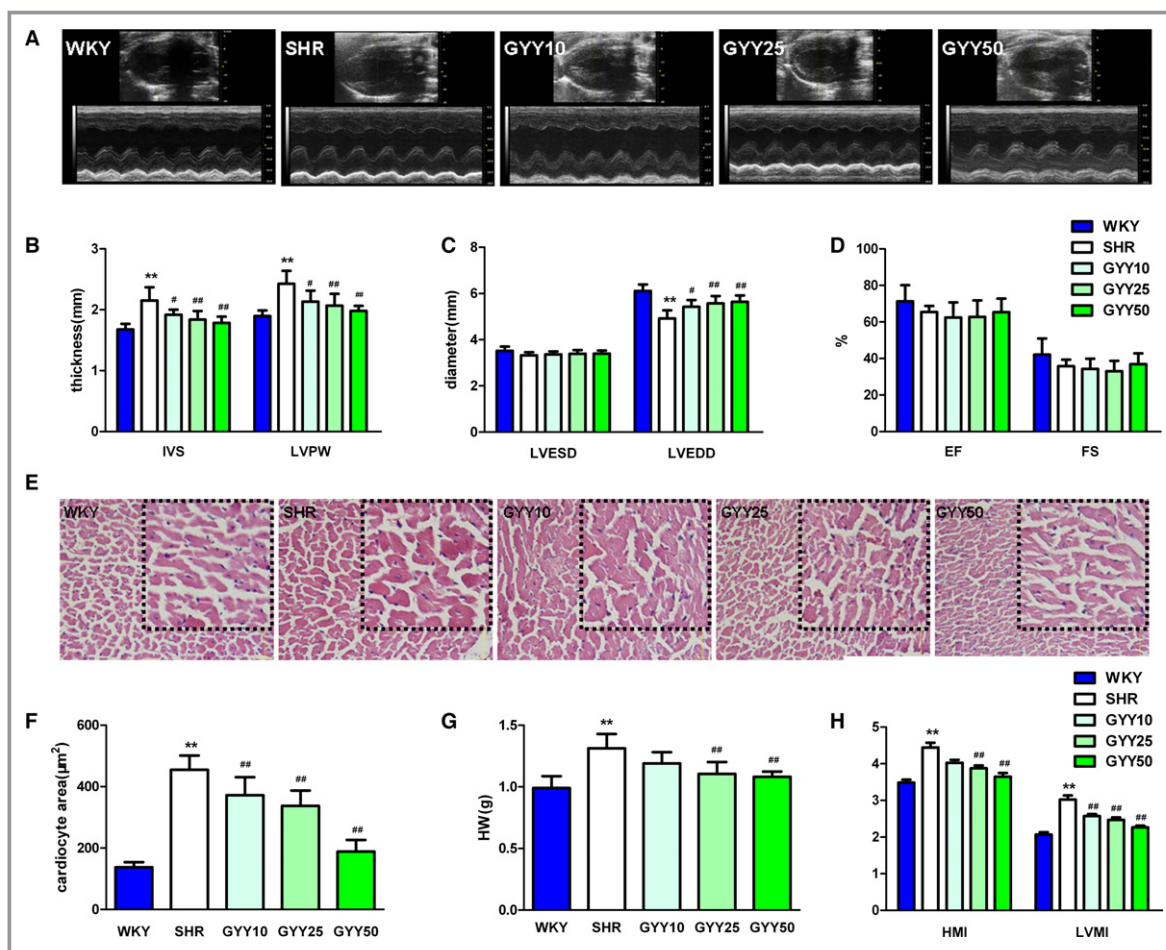 A
WKY
SHR
GYY10
GYY25
GYY50
B
thickness(mm)
3
2
1
0
**
#
##
##
**
#
##
##
IVS
LVPW
C
diameter(mm)
8
6
4
2
0
**
#
##
##
LVESD
LVEDD
D
%
100
80
60
40
20
0
EF
FS
WKY
SHR
GYY10
GYY25
GYY50
E
WKY
SHR
GYY10
GYY25
GYY50
F
cardiocyte area(µm²)
600
400
200
0
**
##
##
##
WKY
SHR
GYY10
GYY25
GYY50
G
HW(g)
1.5
1.0
0.5
0.0
**
##
##
WKY
SHR
GYY10
GYY25
GYY50
H
5
4
3
2
1
0
**
##
##
**
##
##
##
HMI
LVMI
WKY
SHR
GYY10
GYY25
GYY50